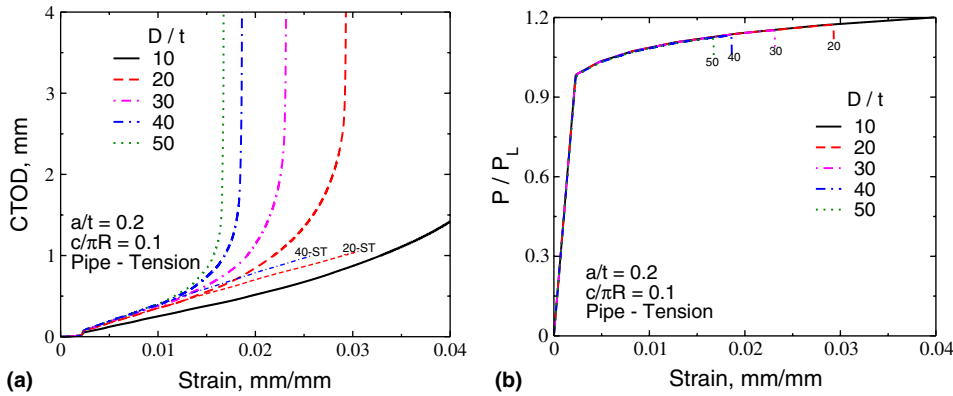 4
3
2
1
0
CTOD, mm
D / t
10
20
30
40
50
40-ST
20-ST
a/t = 0.2
c/πR = 0.1
Pipe - Tension
0
0.01
0.02
0.03
0.04
Strain, mm/mm
(a)
1.2
0.9
0.6
0.3
0
P / P_L
50
40
30
20
D / t
10
20
30
40
50
a/t = 0.2
c/πR = 0.1
Pipe - Tension
0
0.01
0.02
0.03
0.04
Strain, mm/mm
(b)